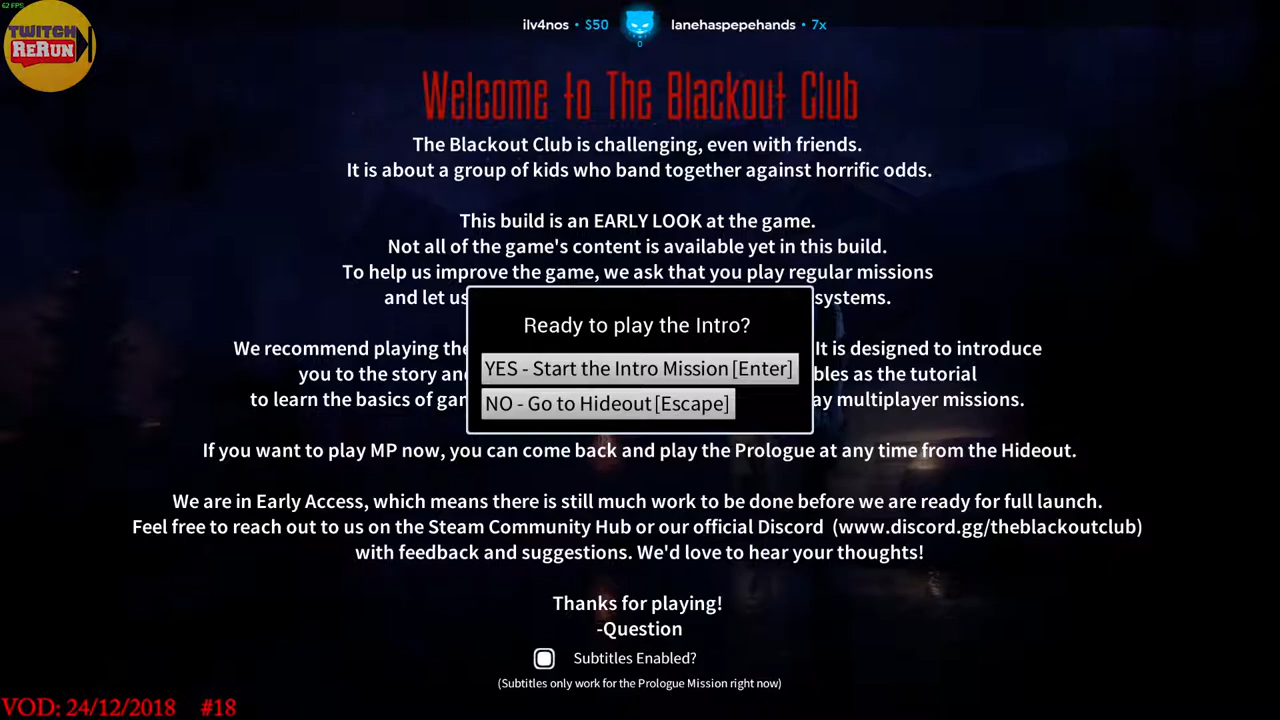 62 FPS
TWITCH
RERUN
ilv4nos • $50
lanehaspepehands • 7x
0
Welcome to The Blackout Club
The Blackout Club is challenging, even with friends.
It is about a group of kids who band together against horrific odds.
This build is an EARLY LOOK at the game.
Not all of the game's content is available yet in this build.
To help us improve the game, we ask that you play regular missions
and let us
systems.
Ready to play the Intro?
We recommend playing the
It is designed to introduce
YES - Start the Intro Mission [Enter]
you to the story and
bles as the tutorial
NO - Go to Hideout [Escape]
to learn the basics of
ay multiplayer missions.
If you want to play MP now, you can come back and play the Prologue at any time from the Hideout.
We are in Early Access, which means there is still much work to be done before we are ready for full launch.
Feel free to reach out to us on the Steam Community Hub or our official Discord (www.discord.gg/theblackoutclub)
with feedback and suggestions. We'd love to hear your thoughts!
Thanks for playing!
-Question
Subtitles Enabled?
(Subtitles only work for the Prologue Mission right now)
VOD: 24/12/2018 #18